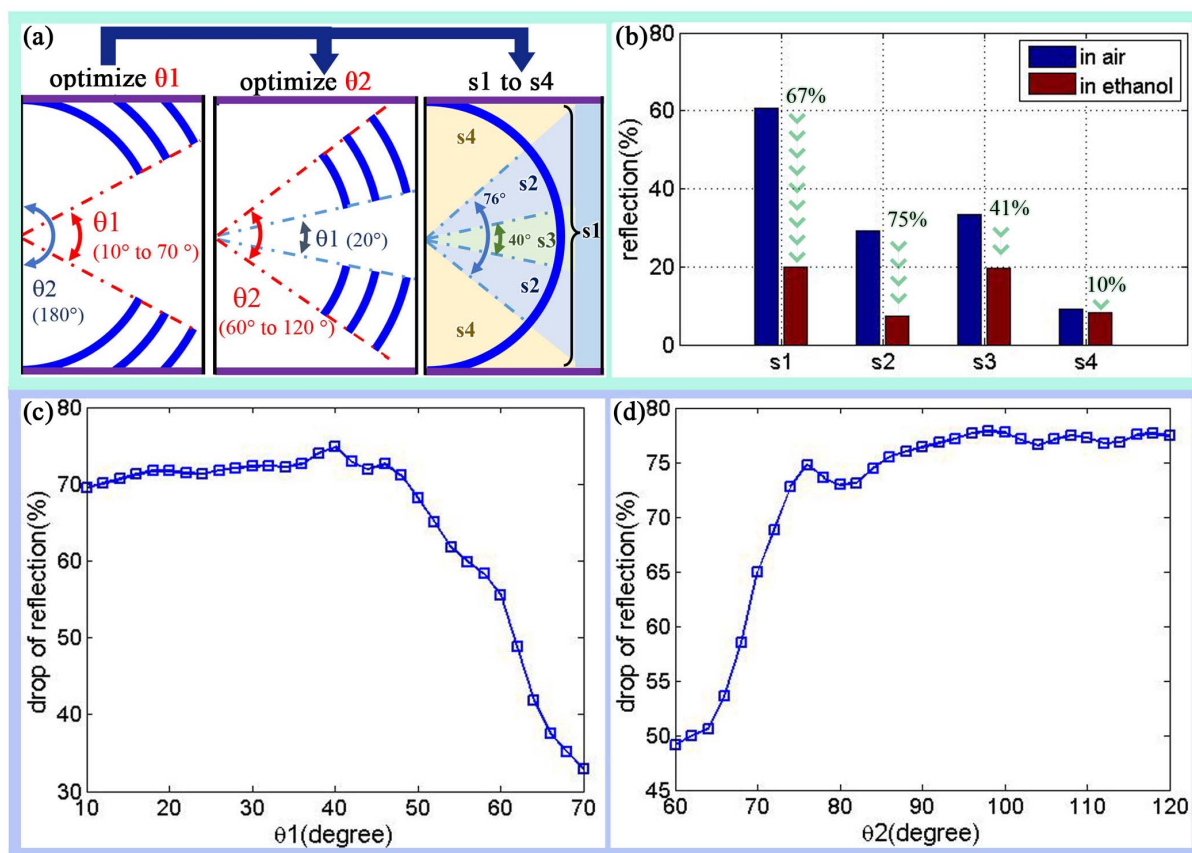 (a)
optimize θ1
optimize θ2
s1 to s4
θ1
(10° to 70 °)
θ2
(180°)
θ1 (20°)
θ2
(60° to 120 °)
s4
s2
76°
40°
s3
s1
s2
s4
(b)
in air
in ethanol
67%
75%
41%
10%
reflection(%)
80
60
40
20
0
s1 s2 s3 s4
(c)
drop of reflection(%)
80
70
60
50
40
30
10 20 30 40 50 60 70
θ1(degree)
(d)
drop of reflection(%)
80
75
70
65
60
55
50
45
60 70 80 90 100 110 120
θ2(degree)